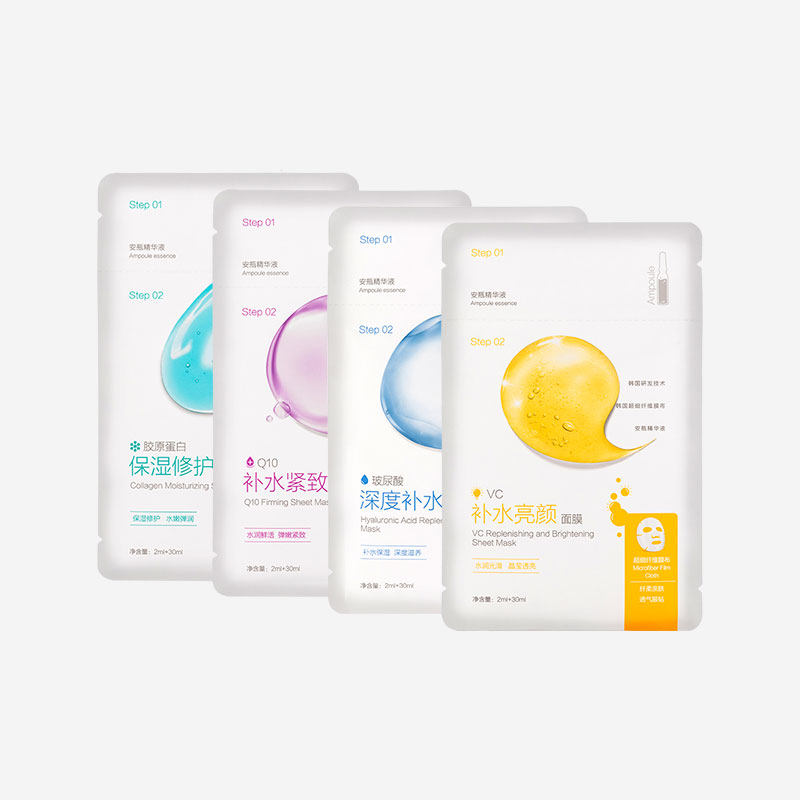 Step 01
安瓶精华液
Ampoule essence
Step 02
胶原蛋白
保湿修护
Collagen Moisturizing
保湿修护 水嫩弹润
净含量：2ml+30ml
Step 01
安瓶精华液
Ampoule essence
Step 02
Q10
补水紧致
Q10 Firming Sheet
水润鲜活 弹嫩紧致
净含量：2ml+30ml
Step 01
安瓶精华液
Ampoule essence
Step 02
玻尿酸
深度补水
Hyaluronic Acid
Mask
补水保湿 深度滋养
净含量：2ml+30ml
Step 01
Ampoule
安瓶精华液
Ampoule essence
Step 02
韩国研发技术
韩国超细纤维膜布
安瓶精华液
VC
补水亮颜 面膜
VC Replenishing and Brightening
Sheet Mask
水润光滑 晶莹透亮
净含量：2ml+30ml
超细纤维膜布
Microfiber Film
Cloth
纤柔亲肤
透气服贴